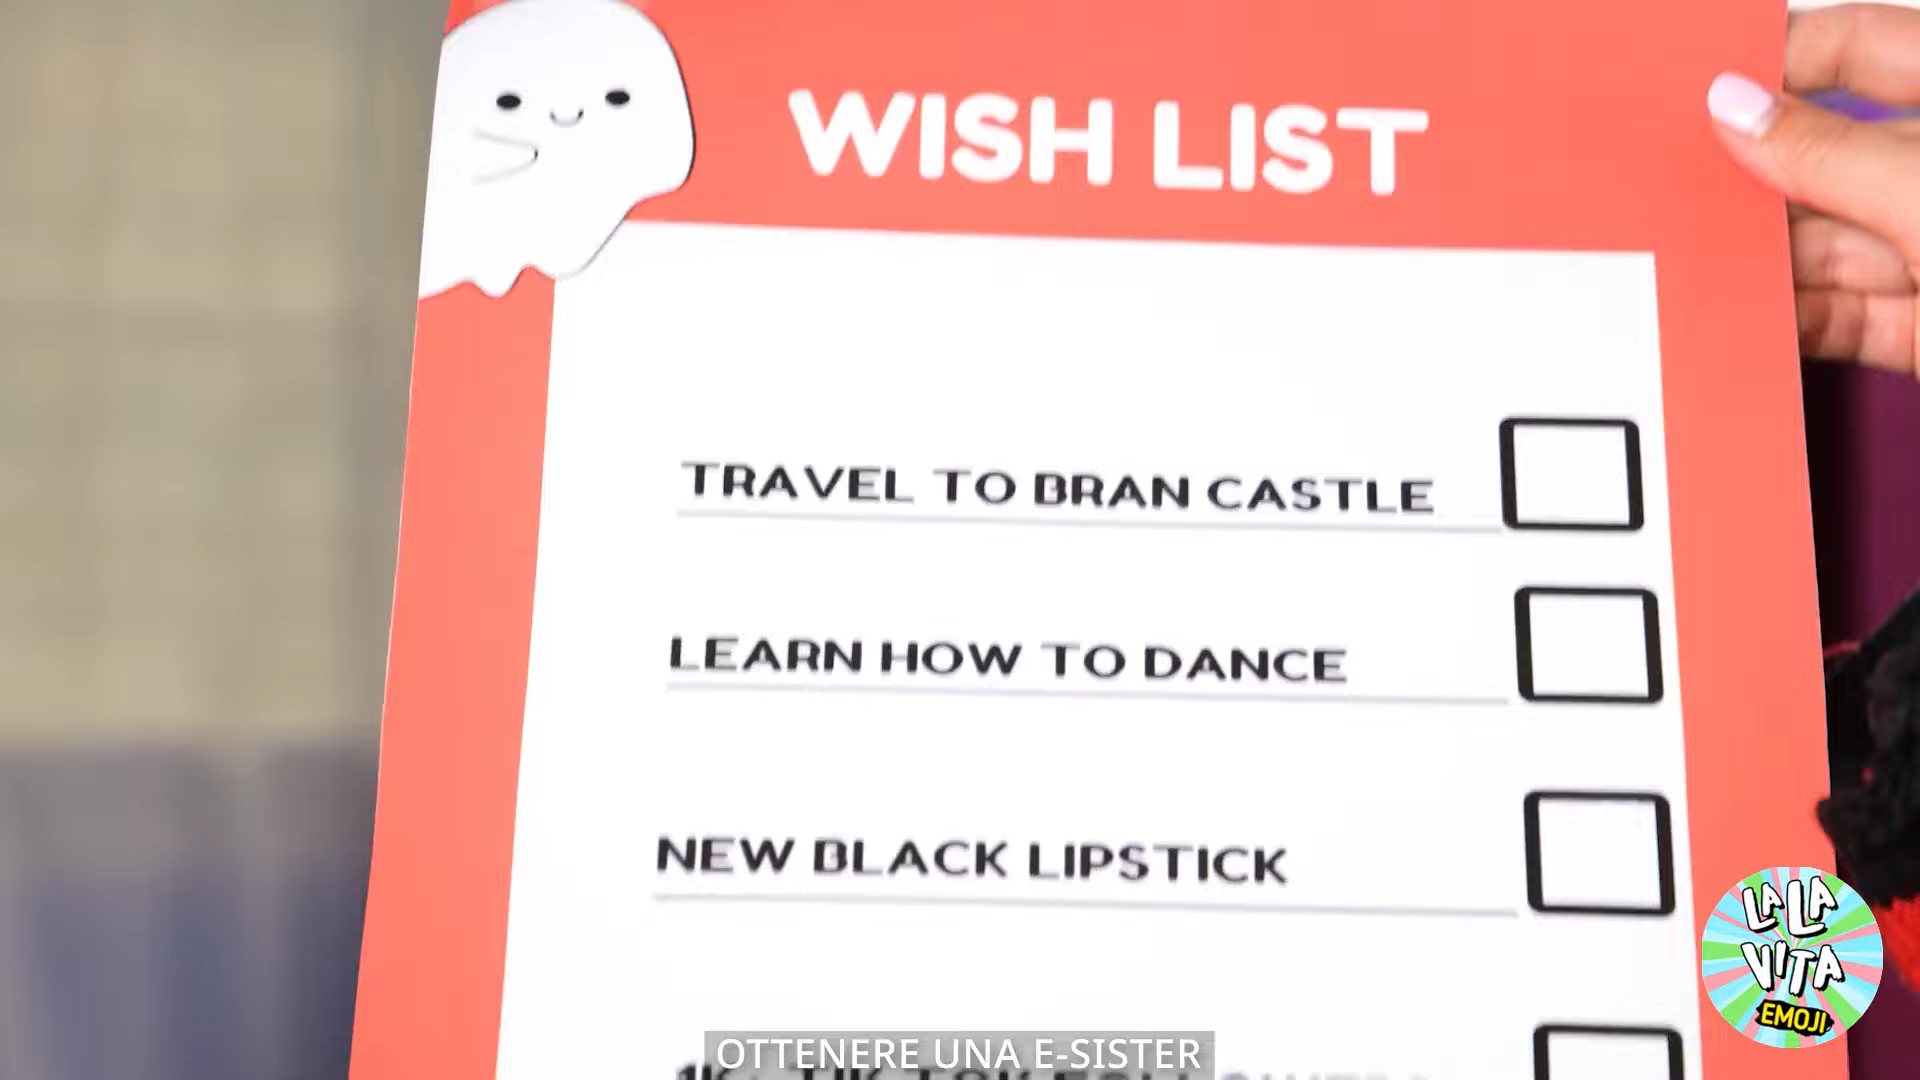 WISH LIST
TRAVEL TO BRAN CASTLE
LEARN HOW TO DANCE
NEW BLACK LIPSTICK
OTTENERE UNA E-SISTER
LA LA
VITA
EMOJI